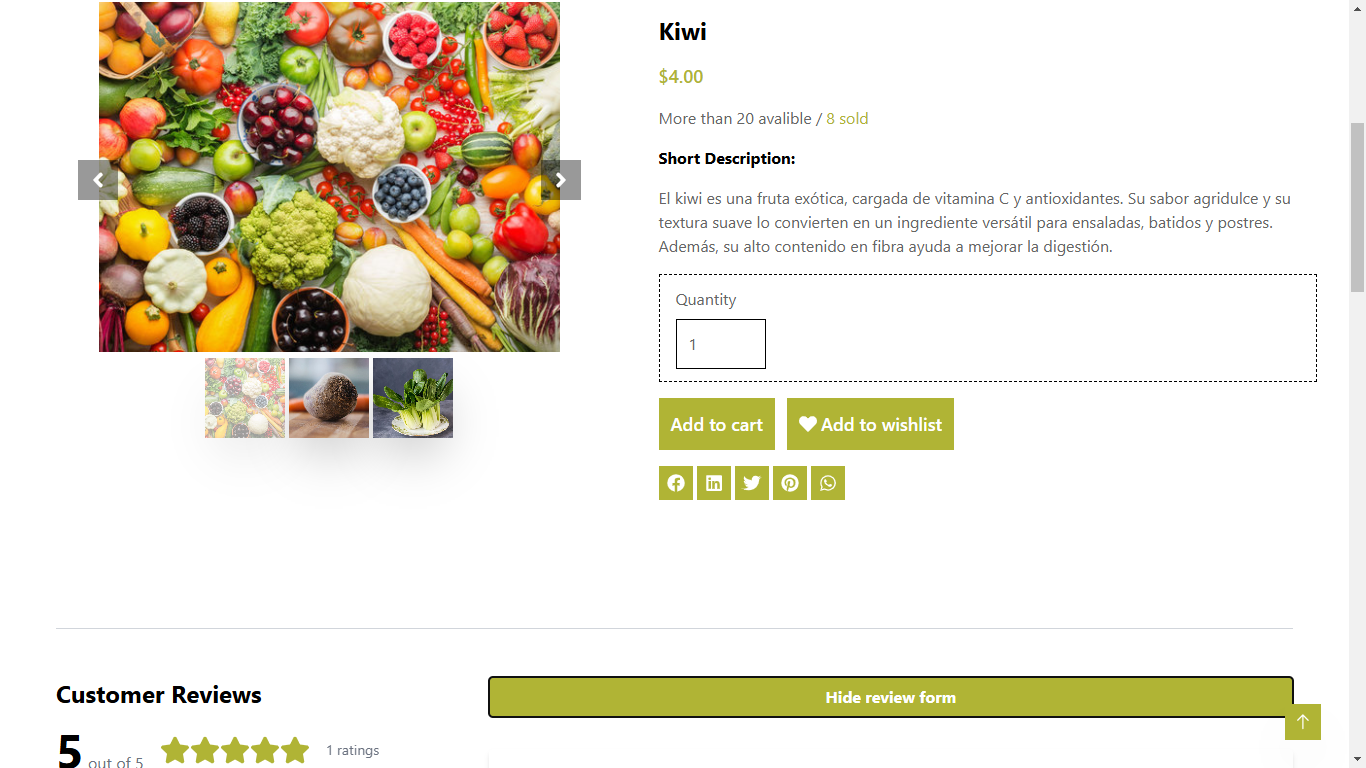 Kiwi
$4.00
More than 20 avalible / 8 sold
Short Description:
El kiwi es una fruta exótica, cargada de vitamina C y antioxidantes. Su sabor agridulce y su
textura suave lo convierten en un ingrediente versátil para ensaladas, batidos y postres.
Además, su alto contenido en fibra ayuda a mejorar la digestión.
Quantity
1
Add to cart
Add to wishlist
Customer Reviews
Hide review form
5 out of 5
1 ratings